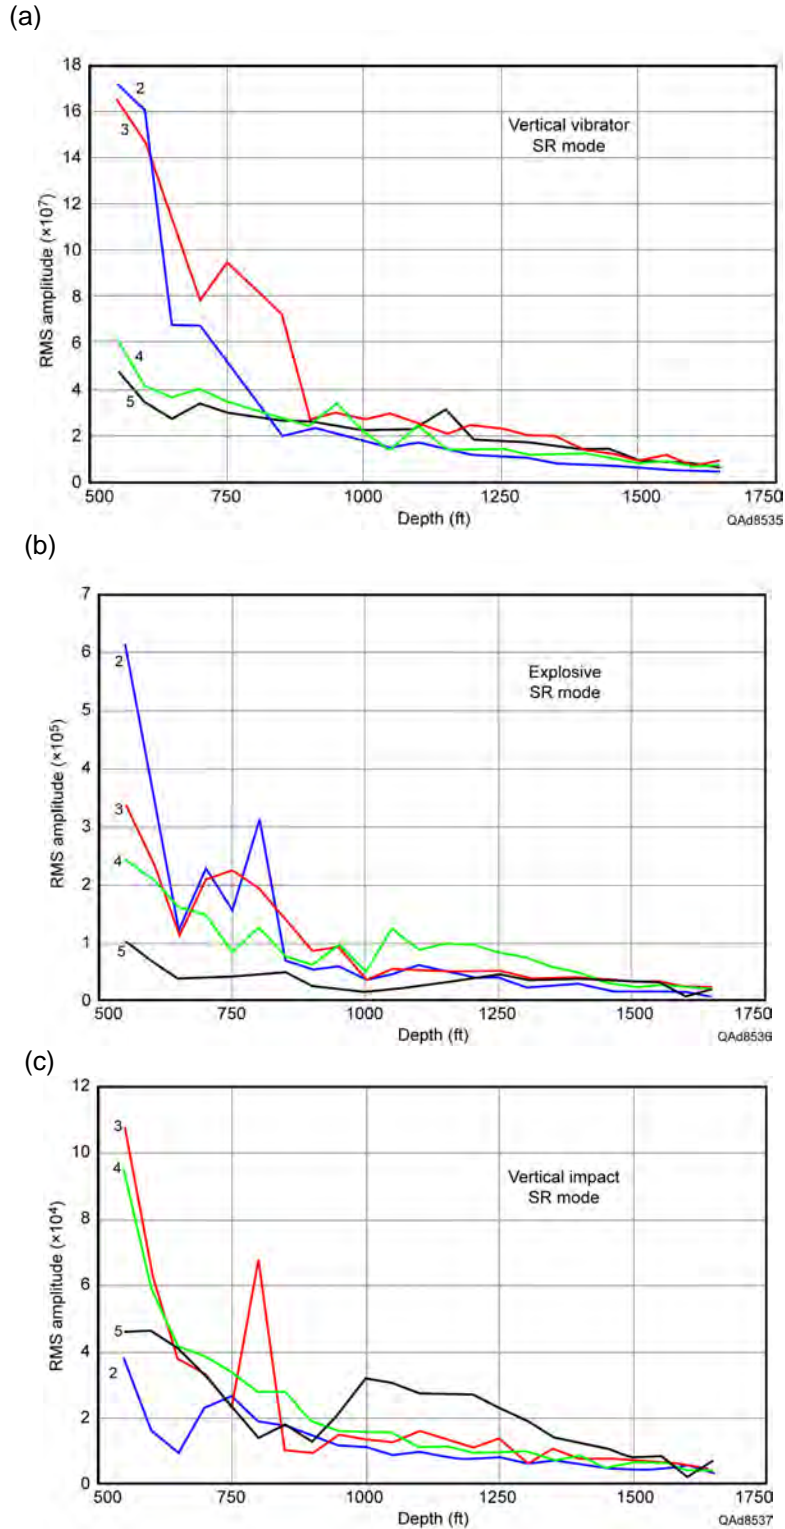 (a)
18
16
14
12
10
8
6
4
2
0
RMS amplitude (×10⁷)
2
3
4
5
Vertical vibrator
SR mode
500 750 1000 1250 1500 1750
Depth (ft)
QAd8535
(b)
7
6
5
4
3
2
1
0
RMS amplitude (×10⁵)
2
3
4
5
Explosive
SR mode
500 750 1000 1250 1500 1750
Depth (ft)
QAd8536
(c)
12
10
8
6
4
2
0
RMS amplitude (×10⁴)
3
4
5
2
Vertical impact
SR mode
500 750 1000 1250 1500 1750
Depth (ft)
QAd8537